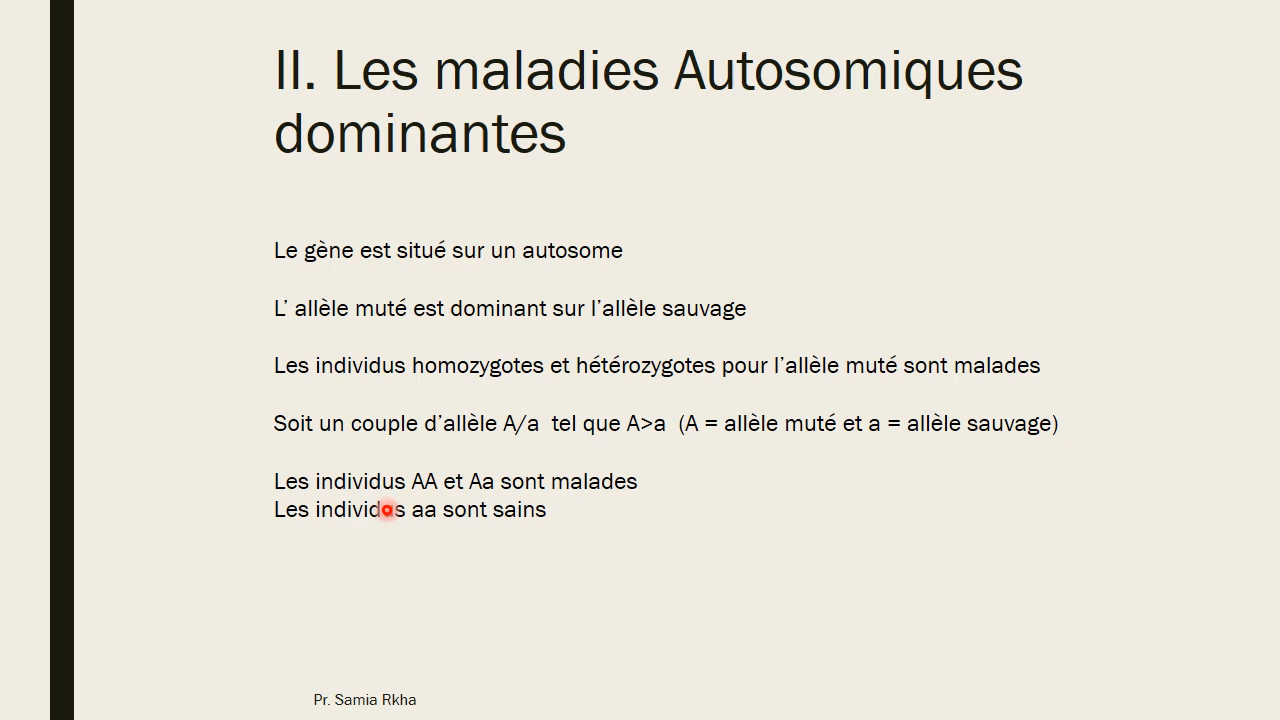 II. Les maladies Autosomiques
dominantes
Le gène est situé sur un autosome
L’ allèle muté est dominant sur l’allèle sauvage
Les individus homozygotes et hétérozygotes pour l’allèle muté sont malades
Soit un couple d’allèle A/a  tel que A>a  (A = allèle muté et a = allèle sauvage)
Les individus AA et Aa sont malades
Les individus aa sont sains
Pr. Samia Rkha